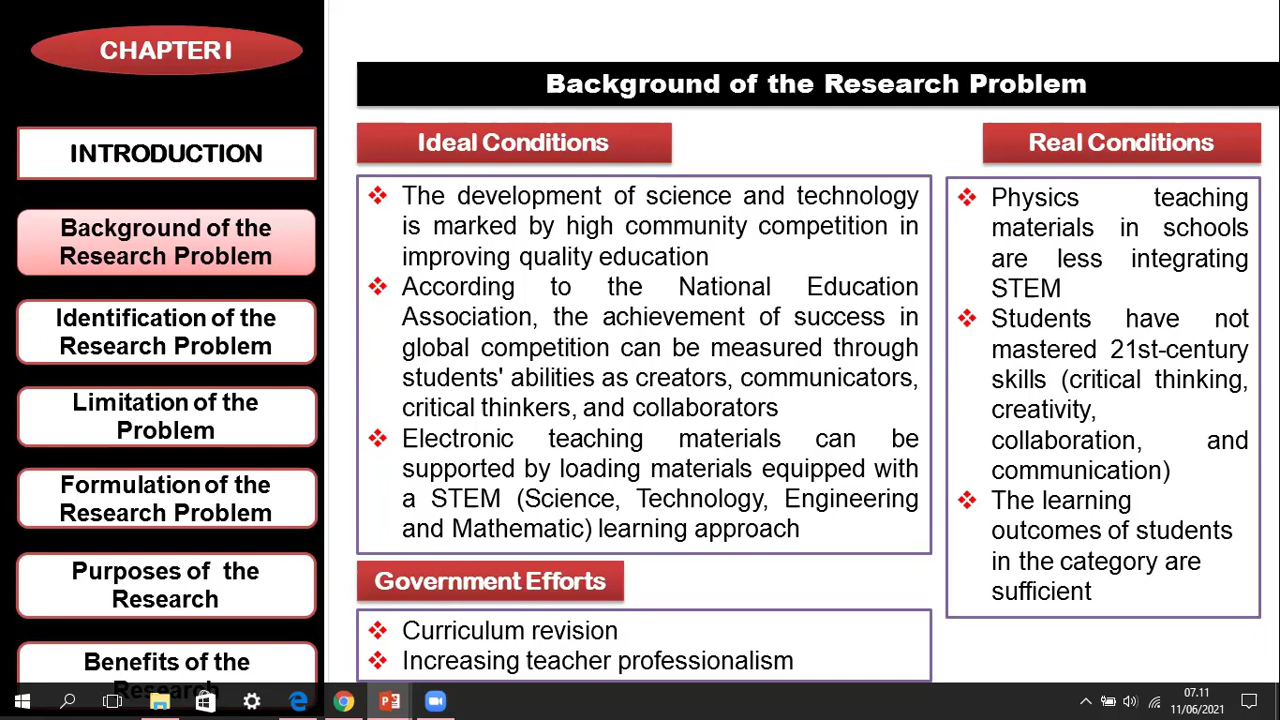 CHAPTER I
INTRODUCTION
Background of the
Research Problem
Identification of the
Research Problem
Limitation of the
Problem
Formulation of the
Research Problem
Purposes of the
Research
Benefits of the
Research
Background of the Research Problem
Ideal Conditions
The development of science and technology
is marked by high community competition in
improving quality education
According to the National Education
Association, the achievement of success in
global competition can be measured through
students' abilities as creators, communicators,
critical thinkers, and collaborators
Electronic teaching materials can be
supported by loading materials equipped with
a STEM (Science, Technology, Engineering
and Mathematic) learning approach
Government Efforts
Curriculum revision
Increasing teacher professionalism
Real Conditions
Physics teaching
materials in schools
are less integrating
STEM
Students have not
mastered 21st-century
skills (critical thinking,
creativity,
collaboration, and
communication)
The learning
outcomes of students
in the category are
sufficient
07.11
11/06/2021